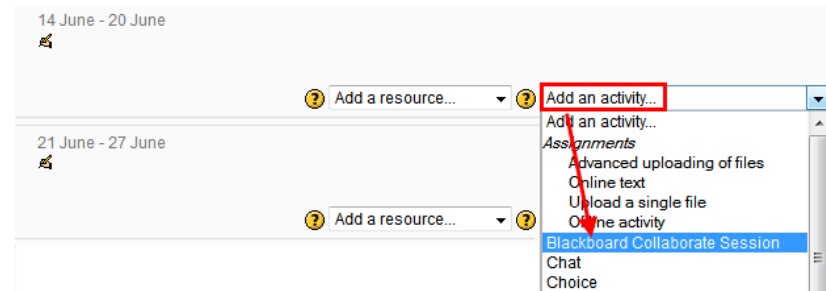 14 June - 20 June
? Add a resource... ? Add an activity...
Add an activity...
Assignments
Advanced uploading of files
21 June - 27 June
Online text
Upload a single file
? Add a resource... ? Offline activity
Blackboard Collaborate Session
Chat
Choice